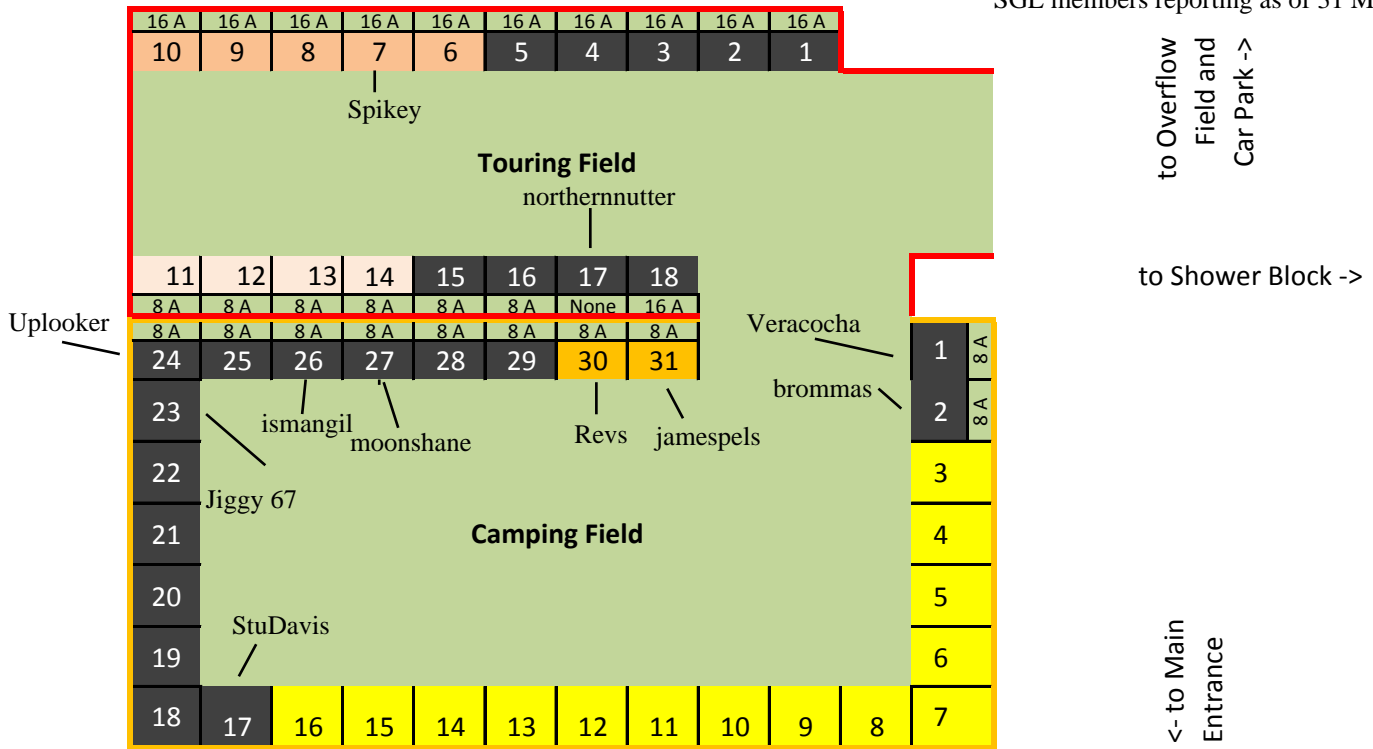 SGL members reporting as of 31 M
16 A 16 A 16 A 16 A 16 A 16 A 16 A 16 A 16 A 16 A
10 9 8 7 6 5 4 3 2 1
to Overflow
Field and
Car Park ->
Spikey
Touring Field
northernnutter
11 12 13 14 15 16 17 18
to Shower Block ->
8 A 8 A 8 A 8 A 8 A 8 A None 16 A
Uplooker
8 A 8 A 8 A 8 A 8 A 8 A 8 A 8 A
Veracocha
24 25 26 27 28 29 30 31
1 8 A
23
ismangil
moonshane
Revs
jamespels
brommas
2 8 A
22
Jiggy 67
3
21
Camping Field
4
20
5
StuDavis
19
6
<- to Main
Entrance
18 17 16 15 14 13 12 11 10 9 8 7